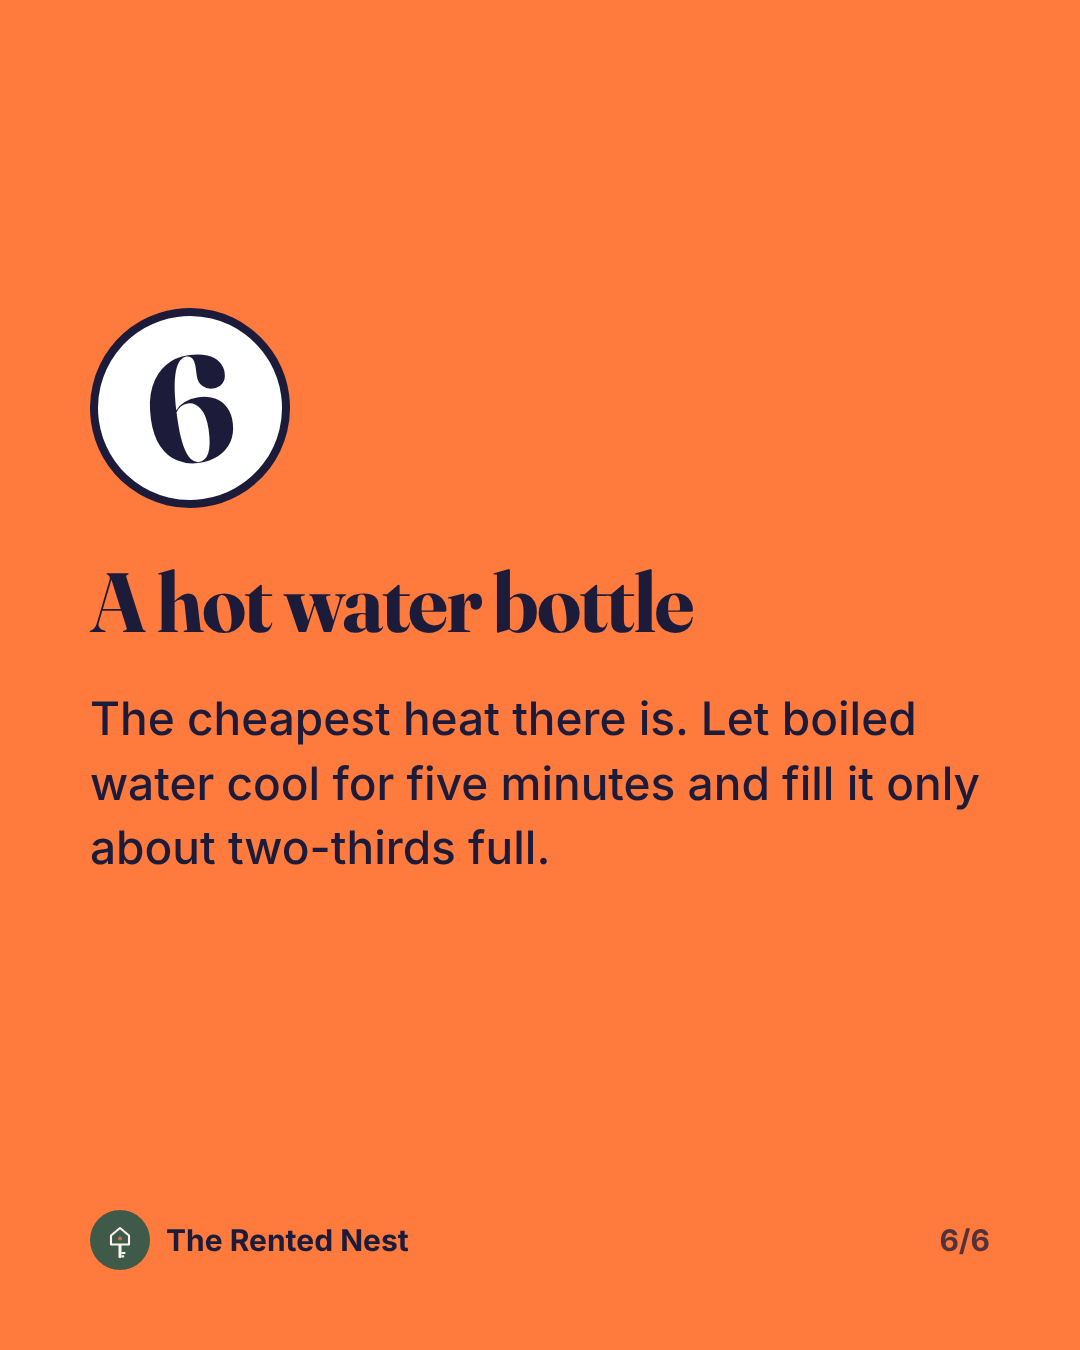 6
A hot water bottle
The cheapest heat there is. Let boiled
water cool for five minutes and fill it only
about two-thirds full.
The Rented Nest
6/6